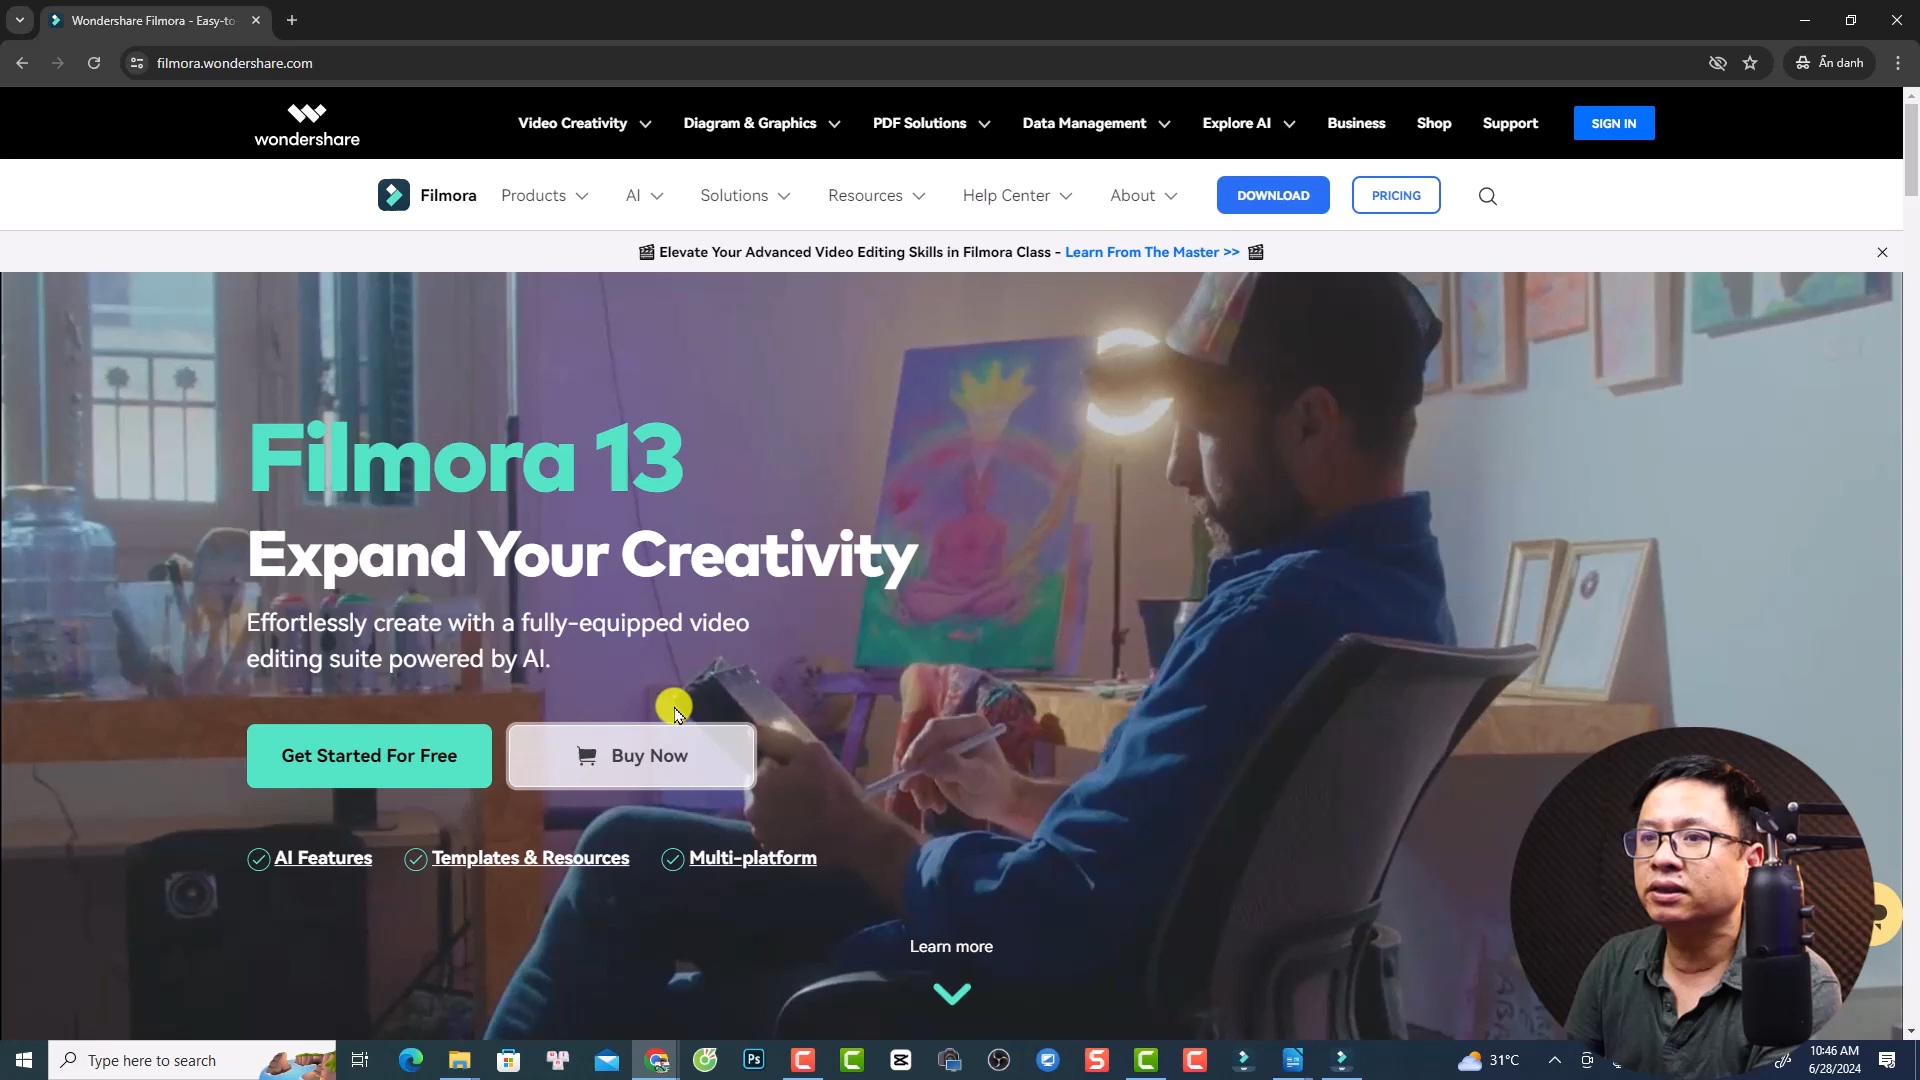 Wondershare Filmora - Easy-to-
filmora.wondershare.com
Ẩn danh
wondershare
Video Creativity
Diagram & Graphics
PDF Solutions
Data Management
Explore AI
Business
Shop
Support
SIGN IN
Filmora
Products
AI
Solutions
Resources
Help Center
About
DOWNLOAD
PRICING
Elevate Your Advanced Video Editing Skills in Filmora Class - Learn From The Master >>
Filmora 13
Expand Your Creativity
Effortlessly create with a fully-equipped video
editing suite powered by AI.
Get Started For Free
Buy Now
AI Features
Templates & Resources
Multi-platform
Learn more
Type here to search
Ps
31°C
10:46 AM
6/28/2024